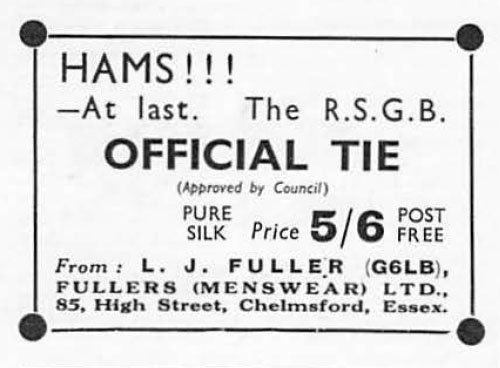 HAMS!!!
—At last. The R.S.G.B.
OFFICIAL TIE
(Approved by Council)
PURE SILK Price 5/6 POST FREE
From: L. J. FULLER (G6LB),
FULLERS (MENSWEAR) LTD.,
85, High Street, Chelmsford, Essex.